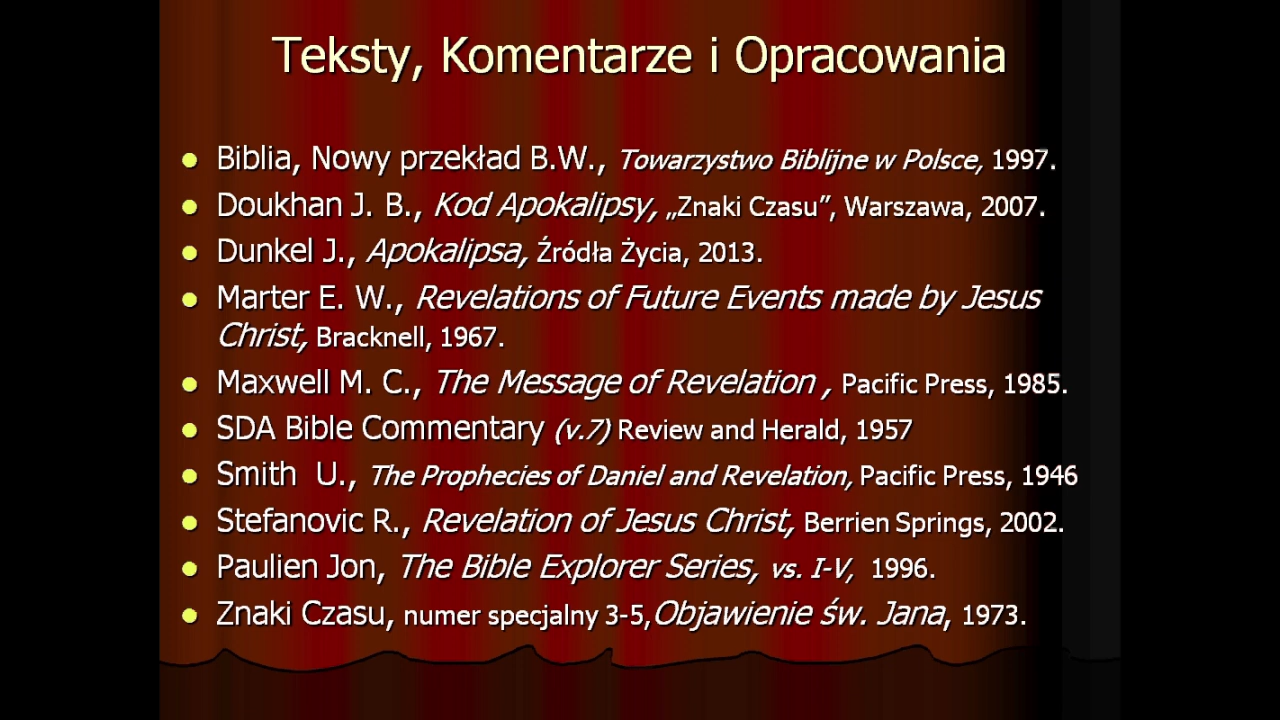 Teksty, Komentarze i Opracowania
Biblia, Nowy przekład B.W., Towarzystwo Biblijne w Polsce, 1997.
Doukhan J. B., Kod Apokalipsy, „Znaki Czasu”, Warszawa, 2007.
Dunkel J., Apokalipsa, Źródła Życia, 2013.
Marter E. W., Revelations of Future Events made by Jesus
Christ, Bracknell, 1967.
Maxwell M. C., The Message of Revelation , Pacific Press, 1985.
SDA Bible Commentary (v.7) Review and Herald, 1957
Smith  U., The Prophecies of Daniel and Revelation, Pacific Press, 1946
Stefanovic R., Revelation of Jesus Christ, Berrien Springs, 2002.
Paulien Jon, The Bible Explorer Series, vs. I-V,  1996.
Znaki Czasu, numer specjalny 3-5,Objawienie św. Jana, 1973.